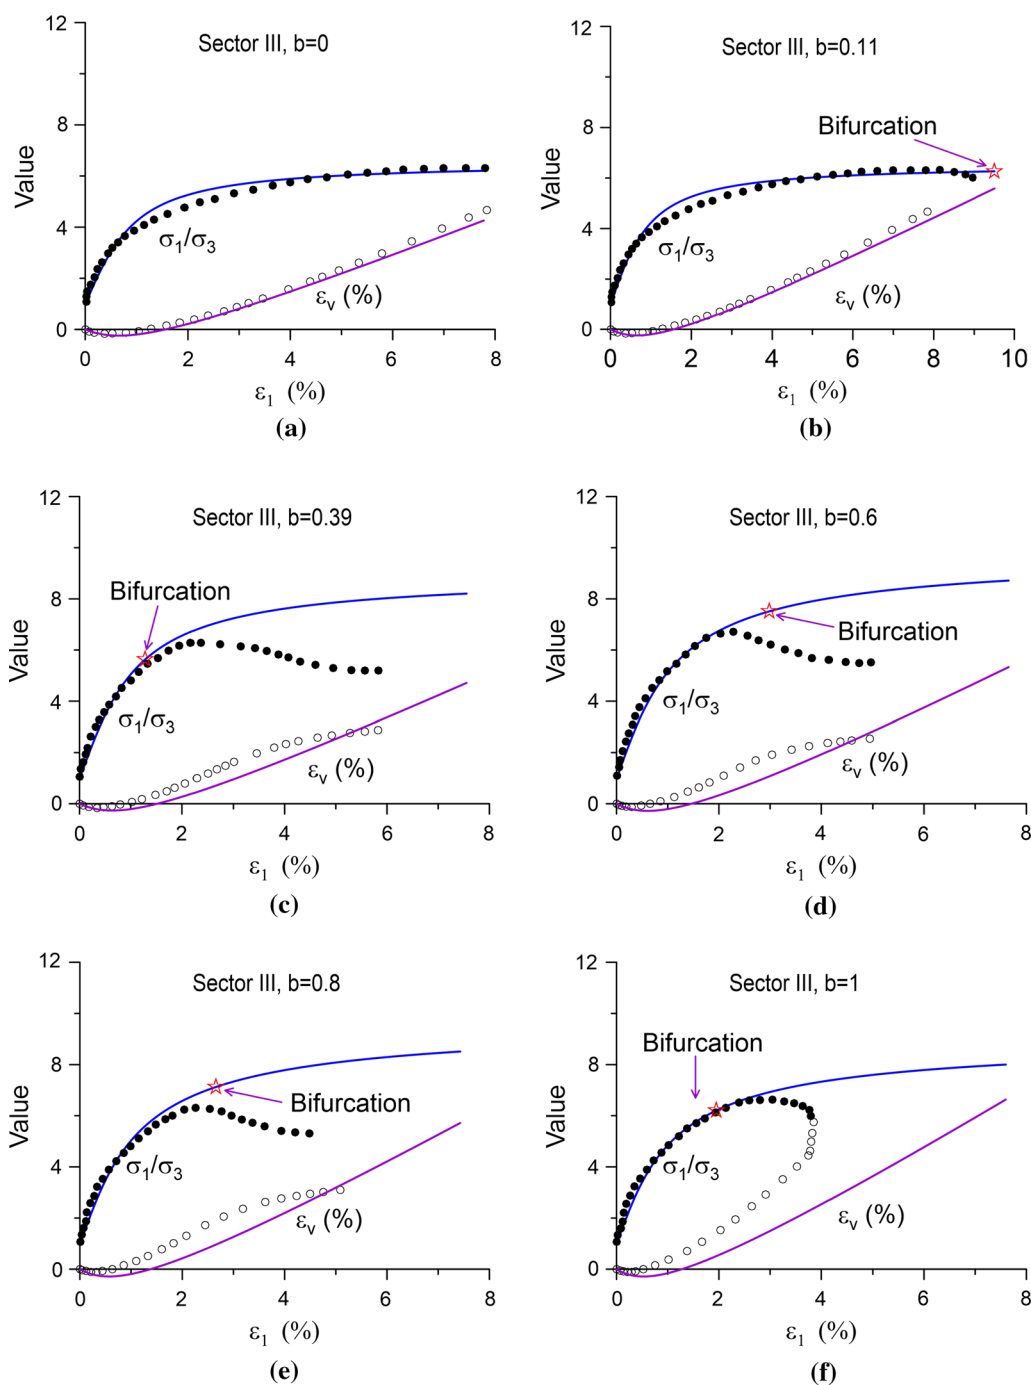 12
Sector III, b=0
8
Value
4
σ₁/σ₃
εᵥ (%)
0
0 2 4 6 8
ε₁ (%)
(a)
12
Sector III, b=0.11
Bifurcation
8
Value
4
σ₁/σ₃
εᵥ (%)
0
0 2 4 6 8 10
ε₁ (%)
(b)
12
Sector III, b=0.39
Bifurcation
8
Value
4
σ₁/σ₃
εᵥ (%)
0
0 2 4 6 8
ε₁ (%)
(c)
12
Sector III, b=0.6
8
Bifurcation
Value
4
σ₁/σ₃
εᵥ (%)
0
0 2 4 6 8
ε₁ (%)
(d)
12
Sector III, b=0.8
8
Bifurcation
Value
4
σ₁/σ₃
εᵥ (%)
0
0 2 4 6 8
ε₁ (%)
(e)
12
Sector III, b=1
Bifurcation
8
Value
4
σ₁/σ₃
εᵥ (%)
0
0 2 4 6 8
ε₁ (%)
(f)